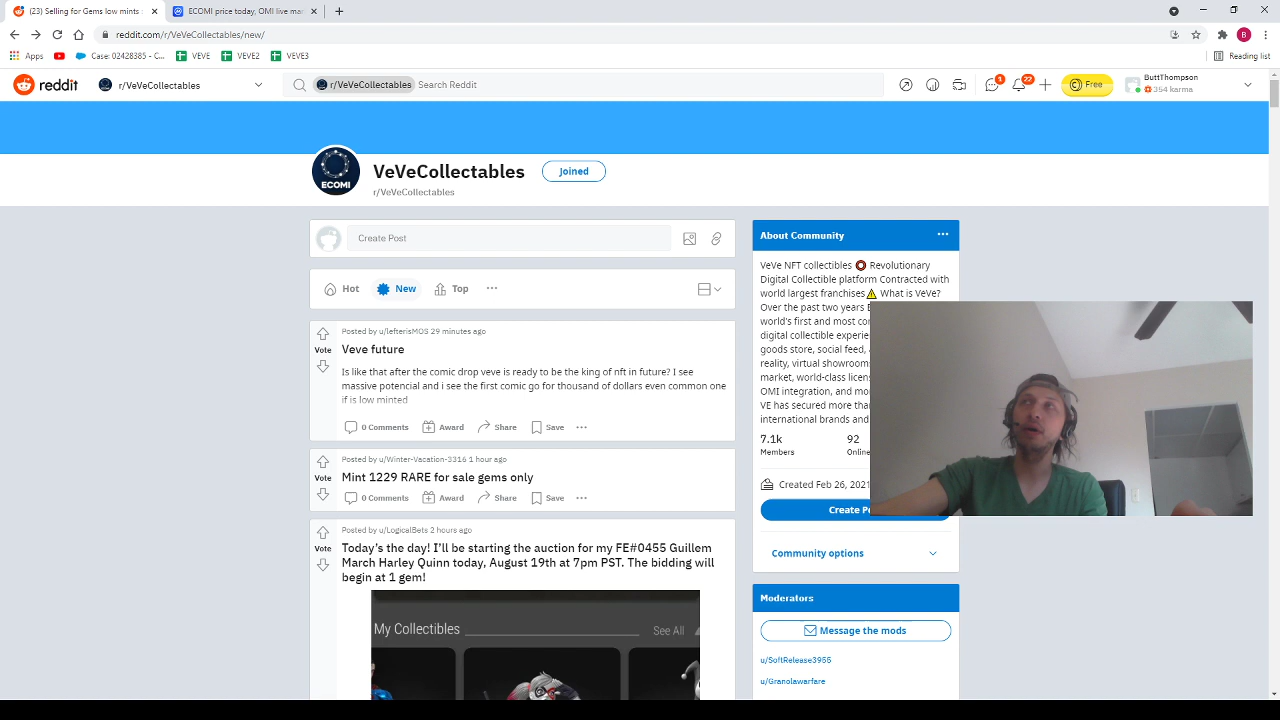 (23) Selling for Gems low mints :
ECOMI price today, OMI live ma
reddit.com/r/VeVeCollectables/new/
Apps
Case: 02428385 - C...
VEVE
VEVE2
VEVE3
Reading list
B
reddit
r/VeVeCollectables
r/VeVeCollectables
Search Reddit
1
22
Free
ButtThompson
354 karma
ECOMI
VeVeCollectables
Joined
r/VeVeCollectables
Create Post
Hot
New
Top
Posted by u/lefterisMOS 29 minutes ago
Vote
Veve future
Is like that after the comic drop veve is ready to be the king of nft in future? I see
massive potencial and i see the first comic go for thousand of dollars even common one
if is low minted
0 Comments
Award
Share
Save
Posted by u/Winter-Vacation-3316 1 hour ago
Vote
Mint 1229 RARE for sale gems only
0 Comments
Award
Share
Save
Posted by u/LogicalBets 2 hours ago
Vote
Today's the day! I'll be starting the auction for my FE#0455 Guillem
March Harley Quinn today, August 19th at 7pm PST. The bidding will
begin at 1 gem!
My Collectibles
See All
About Community
VeVe NFT collectibles ⭕ Revolutionary
Digital Collectible platform Contracted with
world largest franchises⚠ What is VeVe?
Over the past two years E
world's first and most con
digital collectible experie
goods store, social feed, a
reality, virtual showrooms
market, world-class licens
OMI integration, and mor
VE has secured more tha
international brands and
7.1k
Members
92
Online
Created Feb 26, 2021
Create Po
Community options
Moderators
Message the mods
u/SoftRelease3955
u/Granolawarfare